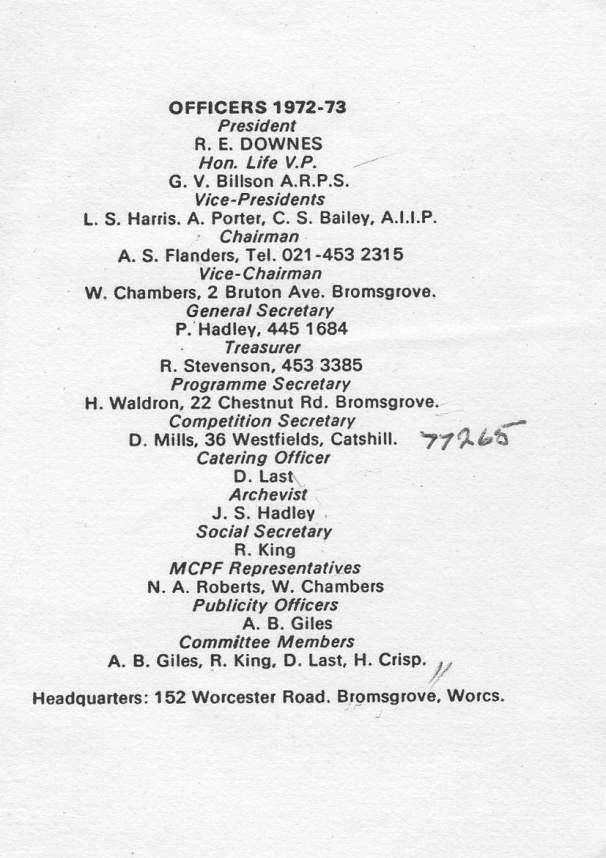 OFFICERS 1972-73
President
R. E. DOWNES
Hon. Life V.P.
G. V. Billson A.R.P.S.
Vice-Presidents
L. S. Harris. A. Porter, C. S. Bailey, A.I.I.P.
Chairman
A. S. Flanders, Tel. 021-453 2315
Vice-Chairman
W. Chambers, 2 Bruton Ave. Bromsgrove.
General Secretary
P. Hadley, 445 1684
Treasurer
R. Stevenson, 453 3385
Programme Secretary
H. Waldron, 22 Chestnut Rd. Bromsgrove.
Competition Secretary
D. Mills, 36 Westfields, Catshill. 77265
Catering Officer
D. Last
Archevist
J. S. Hadley
Social Secretary
R. King
MCPF Representatives
N. A. Roberts, W. Chambers
Publicity Officers
A. B. Giles
Committee Members
A. B. Giles, R. King, D. Last, H. Crisp.
Headquarters: 152 Worcester Road. Bromsgrove, Worcs.